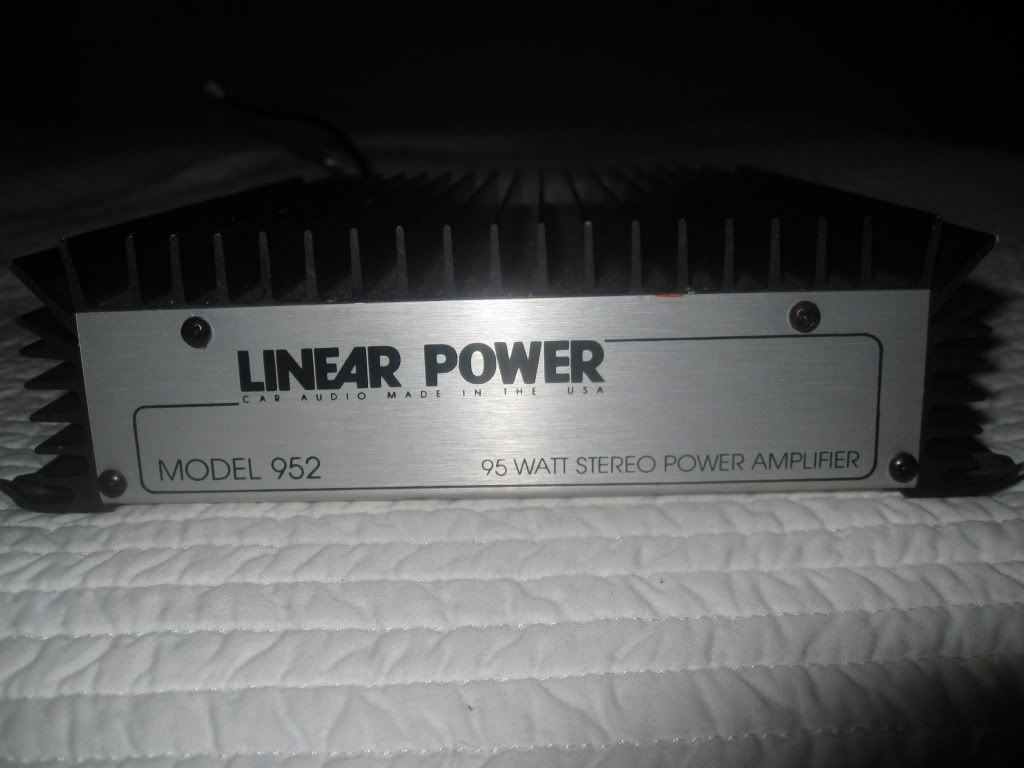 LINEAR POWER
CAR AUDIO MADE IN THE USA
MODEL 952
95 WATT STEREO POWER AMPLIFIER